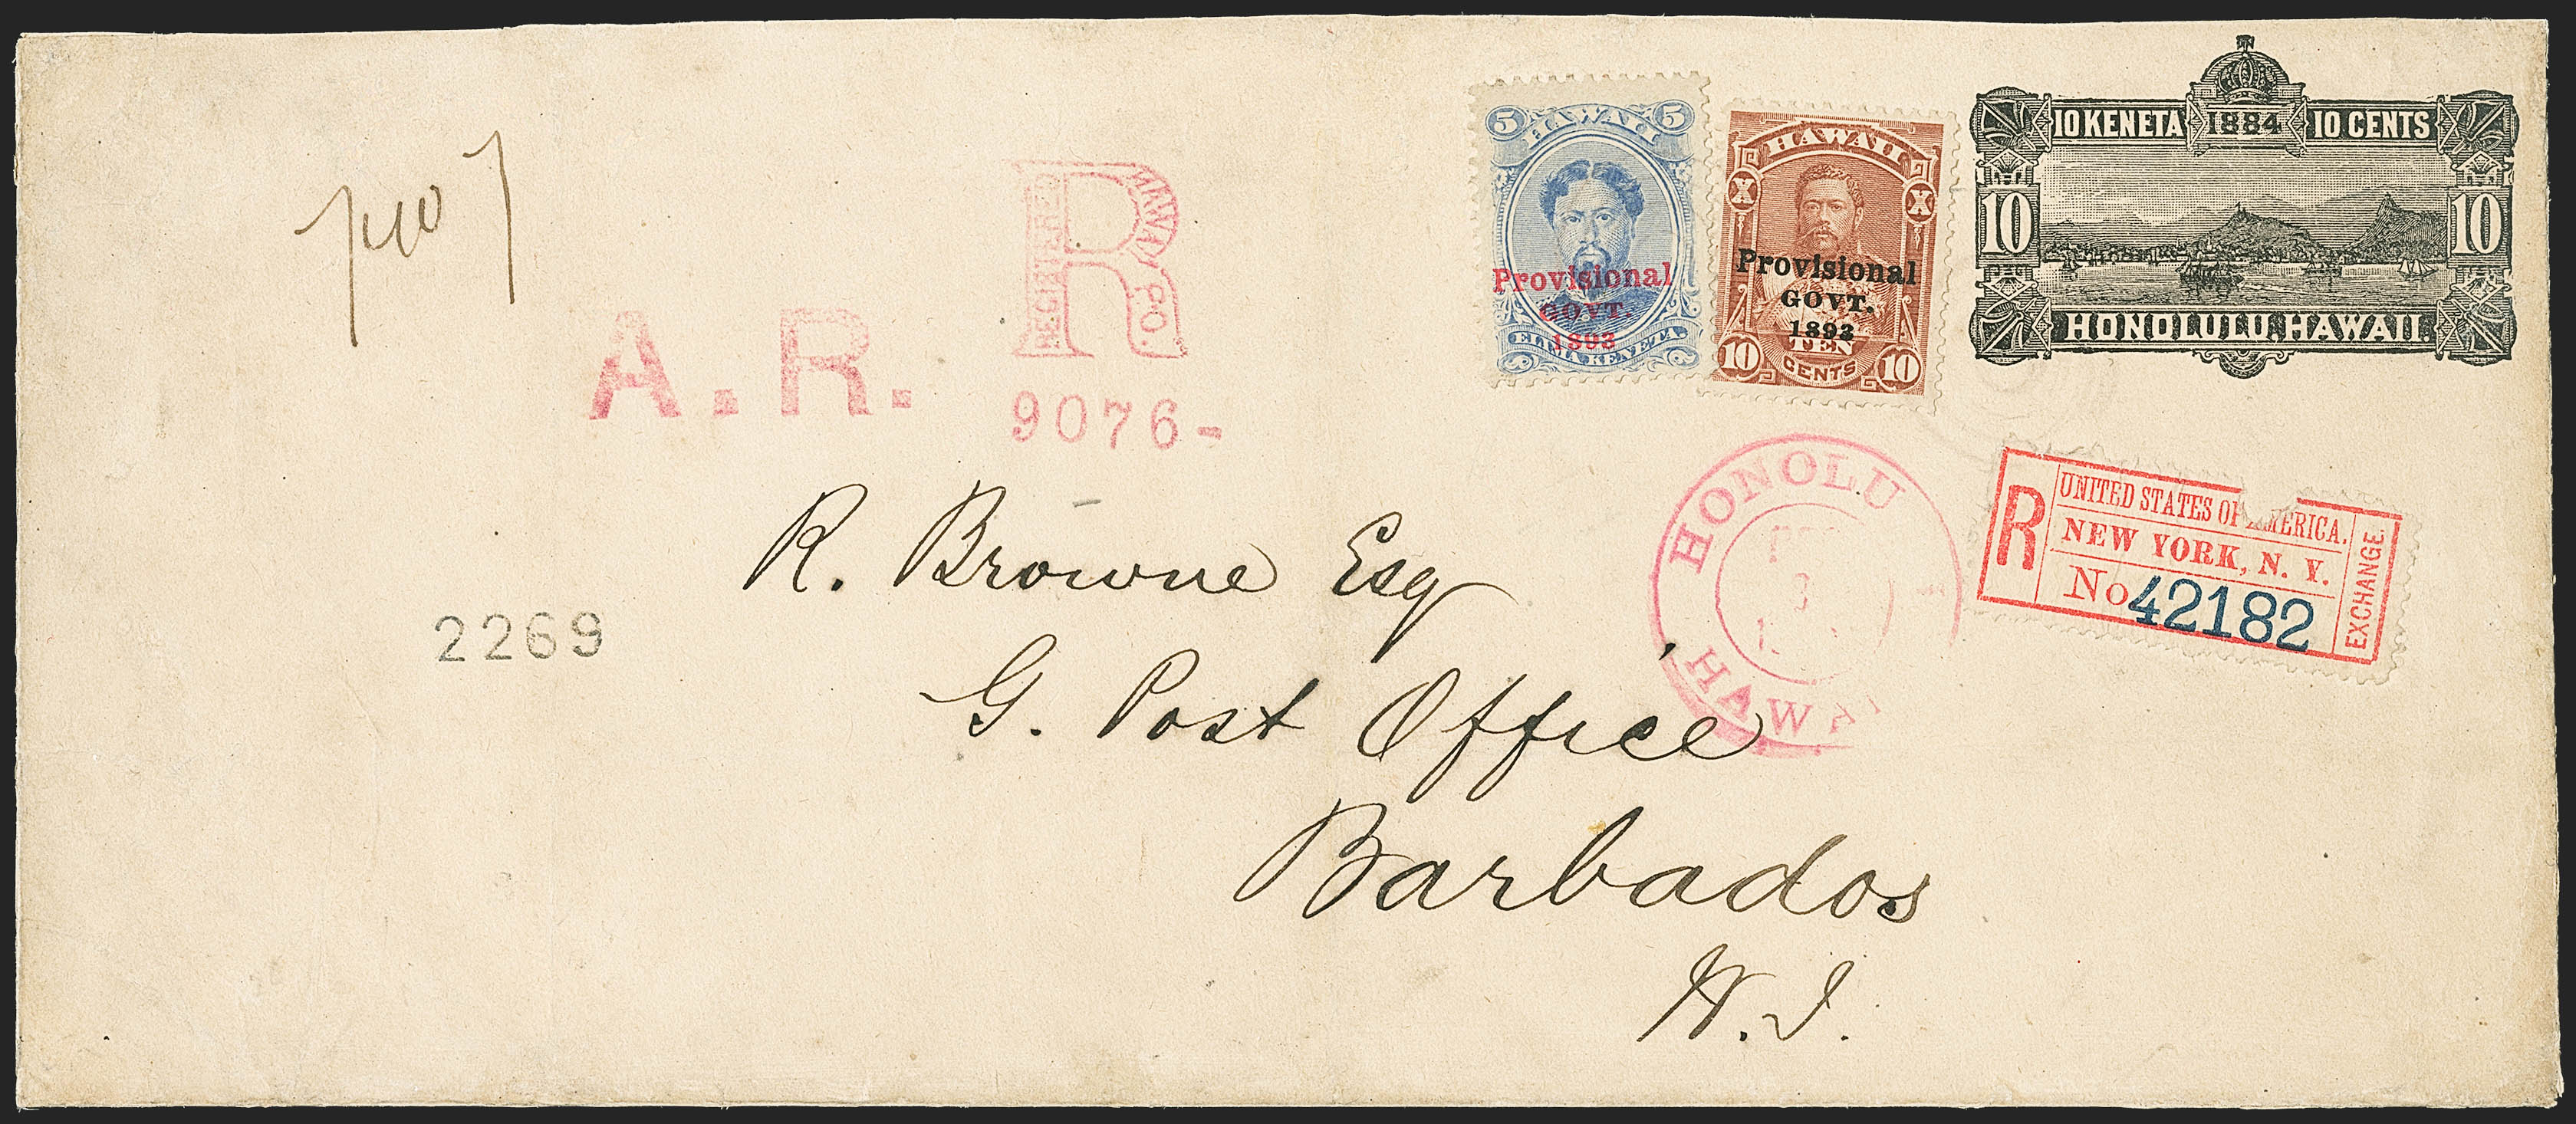 5 HAWAII 5
Provisional
GOVT.
1893
ELIMA KENETA
HAWAII
X X
Provisional
GOVT.
1893
TEN
10 CENTS 10
10 KENETA 1884 10 CENTS
10 10
HONOLULU, HAWAII.
REGISTERED
R
HAWAII
P.O.
A.R.
9076-
R
UNITED STATES OF AMERICA.
NEW YORK, N. Y.
No 42182
EXCHANGE.
HONOLU
HAWA
2269
R. Browne Esq
G. Post Office
Barbados
W. I.